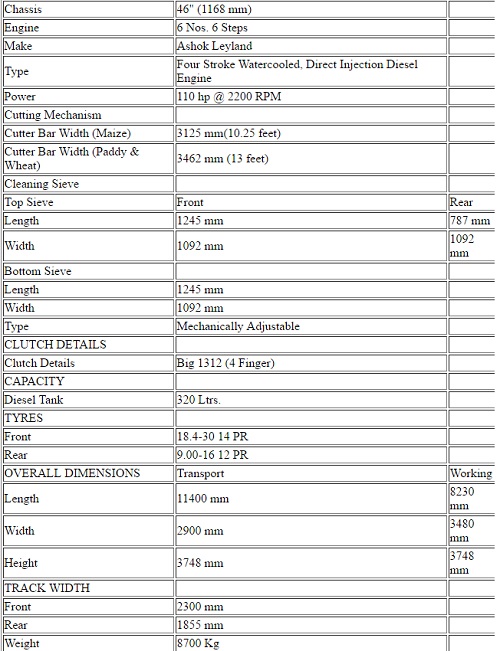 Chassis 46" (1168 mm)
Engine 6 Nos. 6 Steps
Make Ashok Leyland
Type Four Stroke Watercooled, Direct Injection Diesel
Engine
Power 110 hp @ 2200 RPM
Cutting Mechanism
Cutter Bar Width (Maize) 3125 mm(10.25 feet)
Cutter Bar Width (Paddy &
Wheat) 3462 mm (13 feet)
Cleaning Sieve
Top Sieve Front Rear
Length 1245 mm 787 mm
Width 1092 mm 1092
mm
Bottom Sieve
Length 1245 mm
Width 1092 mm
Type Mechanically Adjustable
CLUTCH DETAILS
Clutch Details Big 1312 (4 Finger)
CAPACITY
Diesel Tank 320 Ltrs.
TYRES
Front 18.4-30 14 PR
Rear 9.00-16 12 PR
OVERALL DIMENSIONS Transport Working
Length 11400 mm 8230
mm
Width 2900 mm 3480
mm
Height 3748 mm 3748
mm
TRACK WIDTH
Front 2300 mm
Rear 1855 mm
Weight 8700 Kg